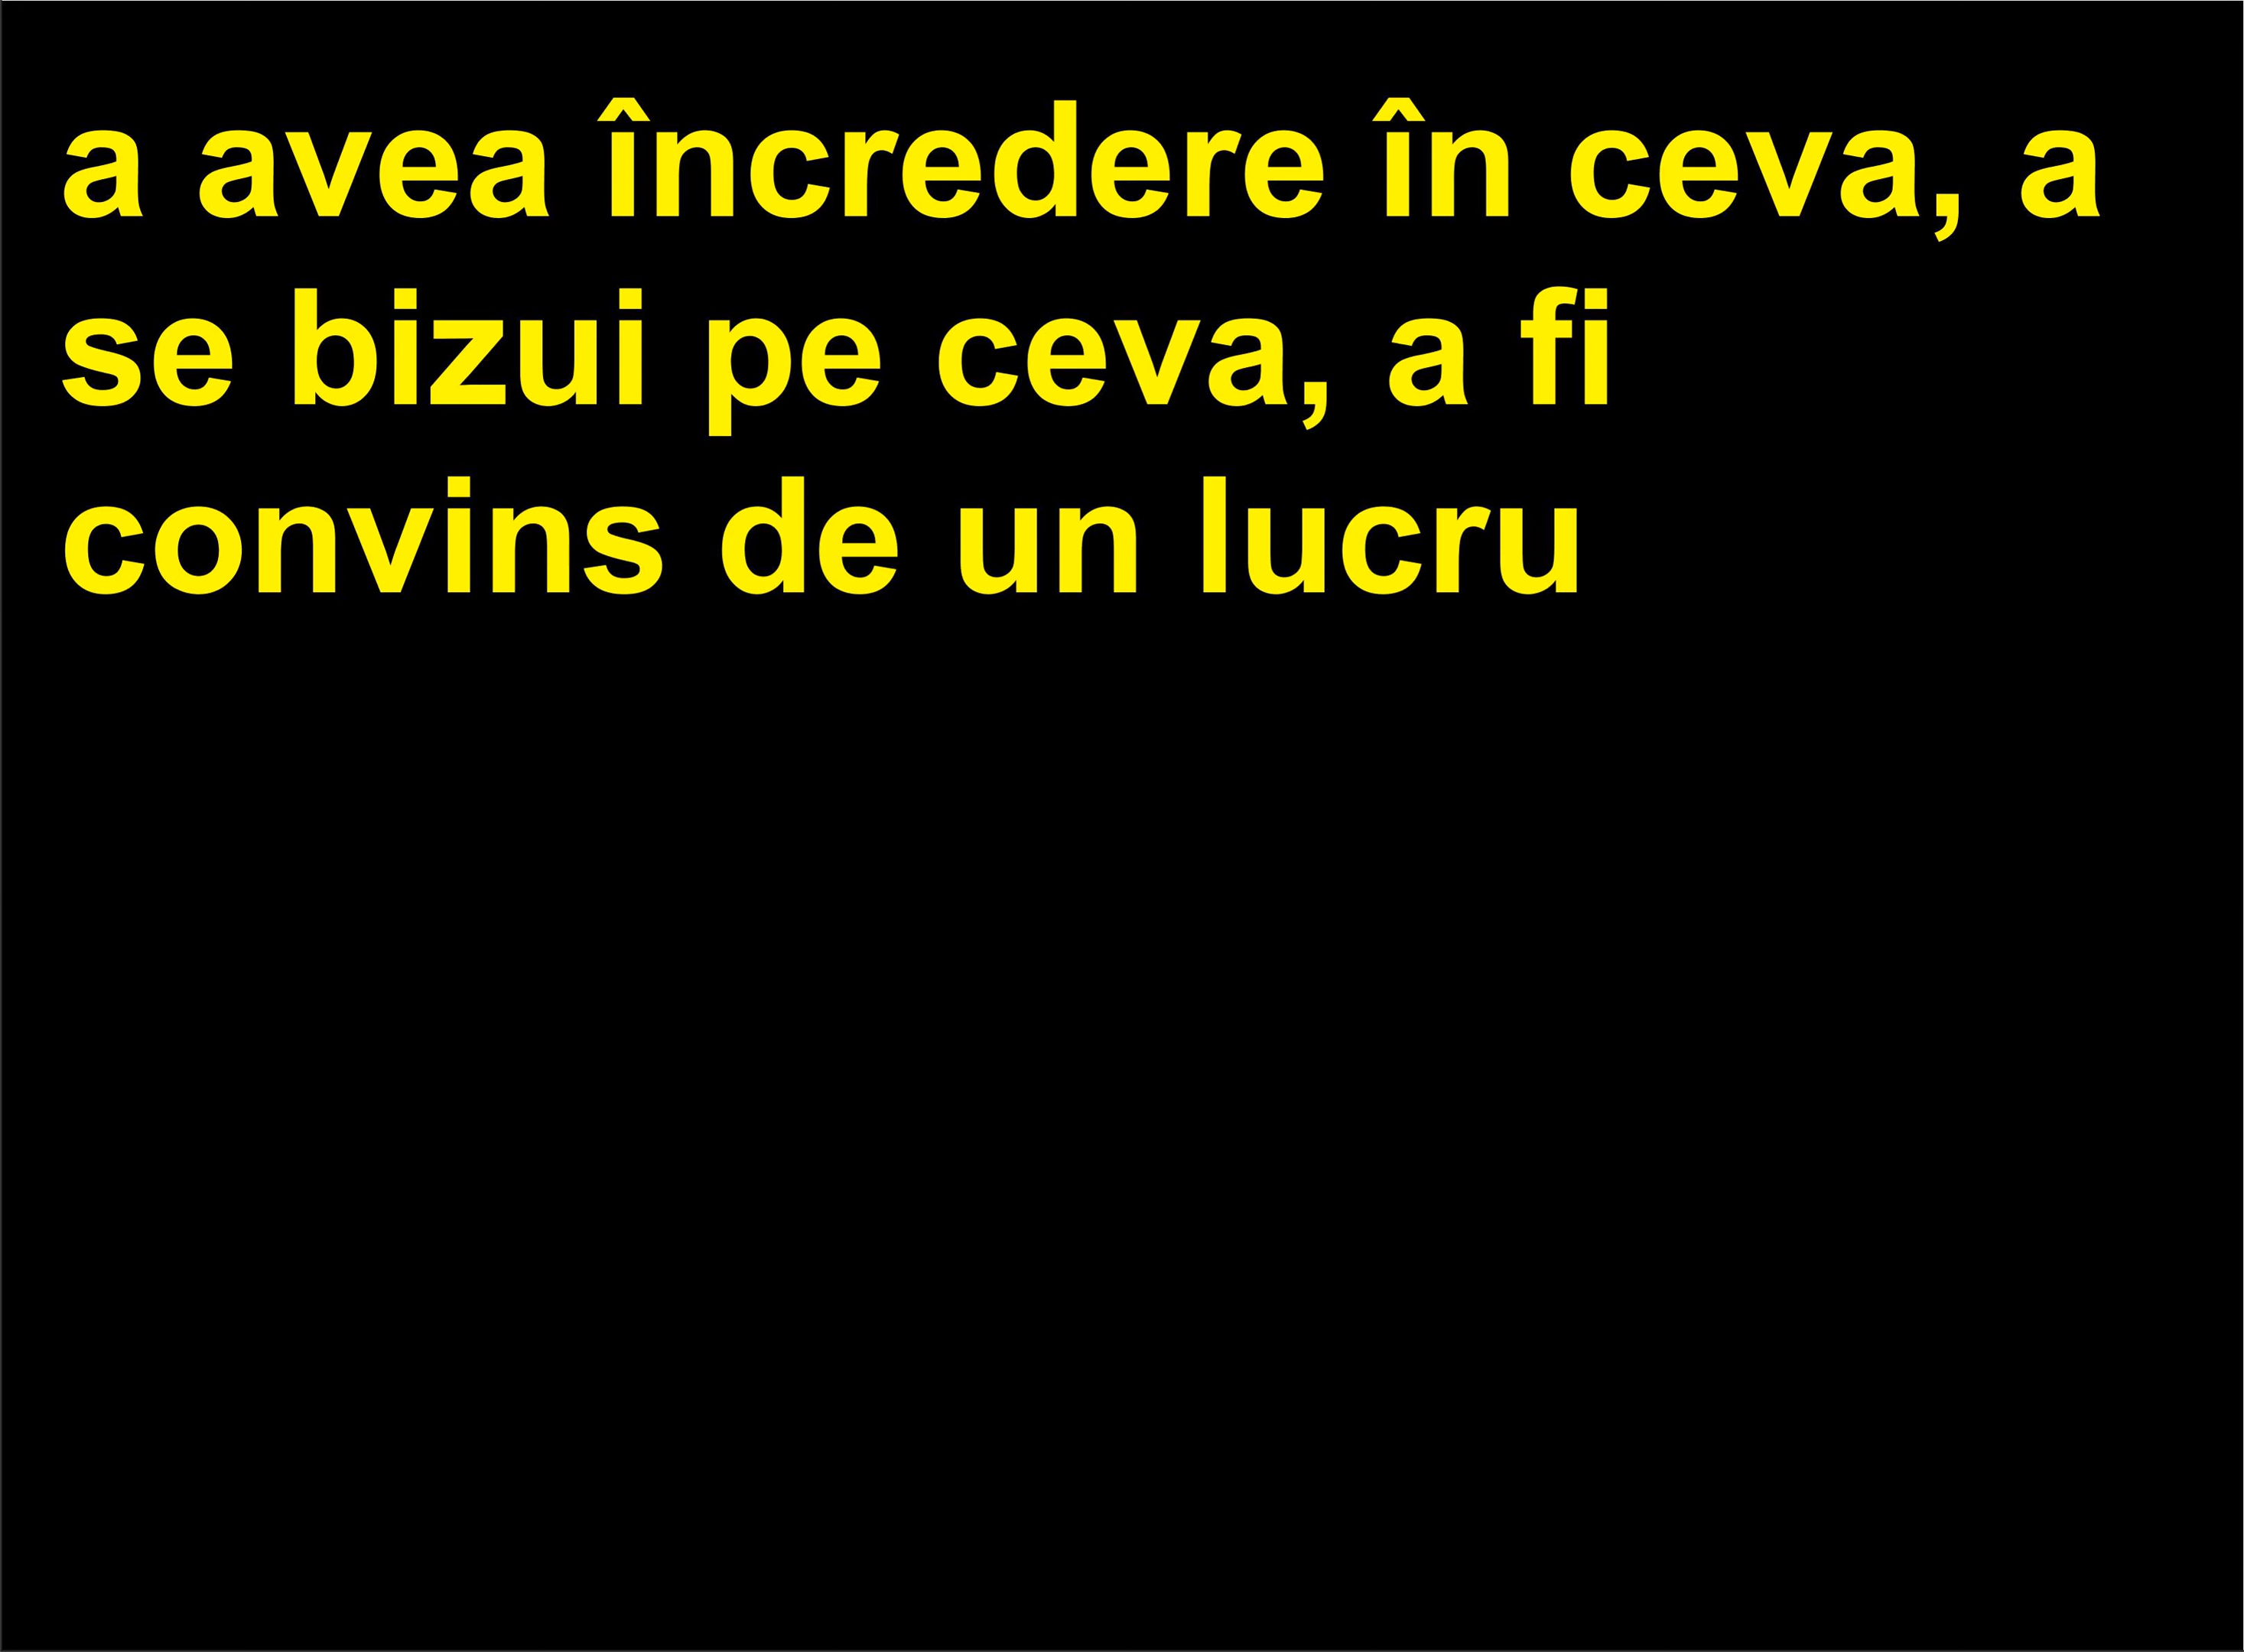 a avea încredere în ceva, a
se bizui pe ceva, a fi
convins de un lucru